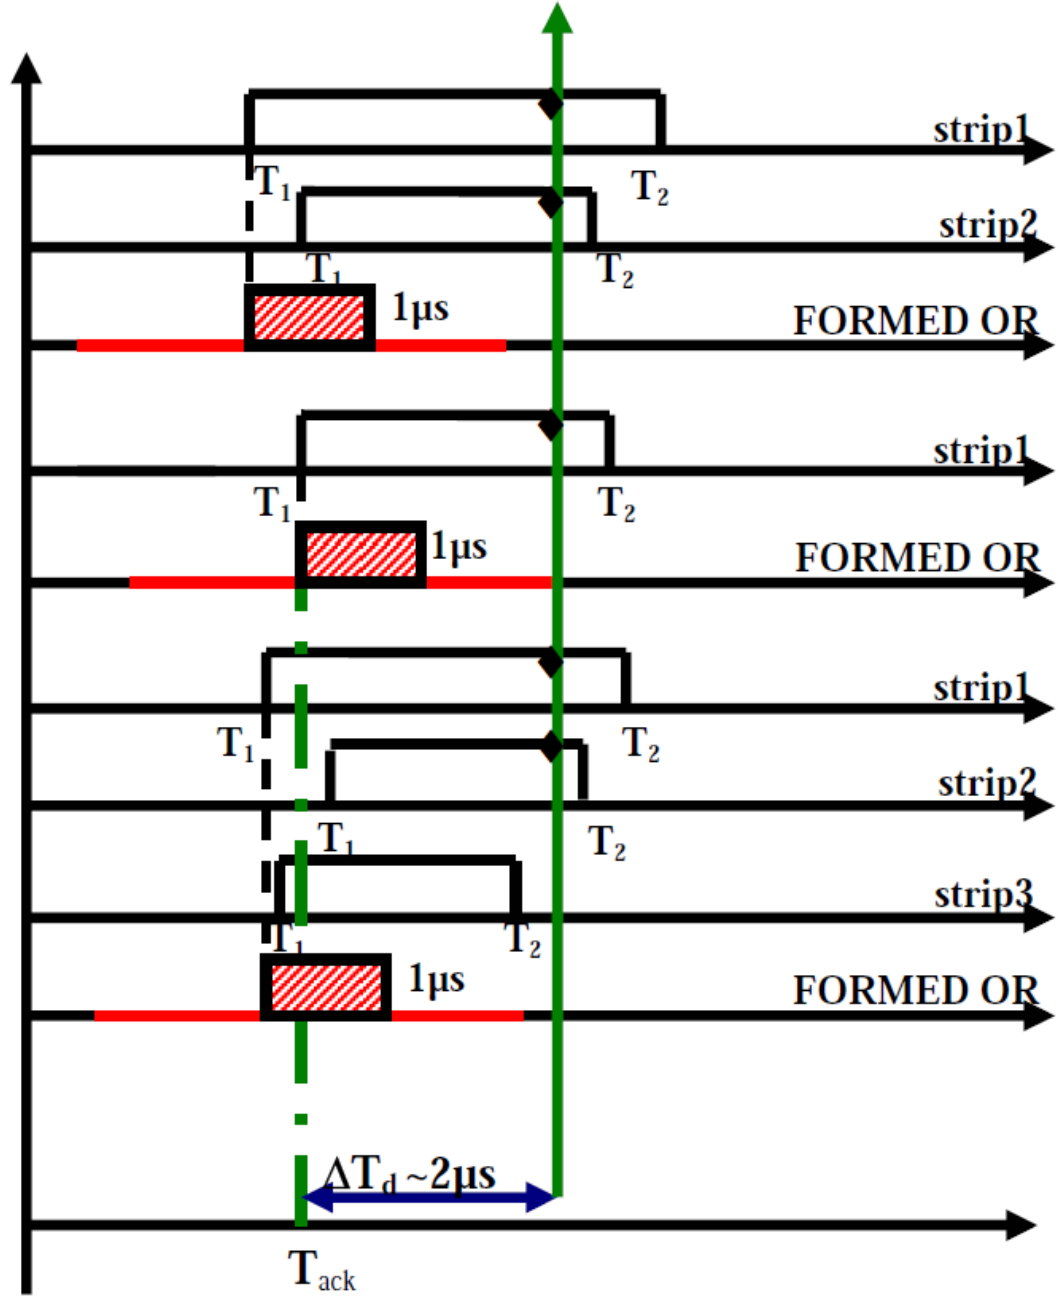 strip1
T1 T2
strip2
T1 T2
1μs FORMED OR
strip1
T1 T2
1μs FORMED OR
strip1
T1 T2
strip2
T1 T2
strip3
T1 T2
1μs FORMED OR
ΔTd ~2μs
Tack